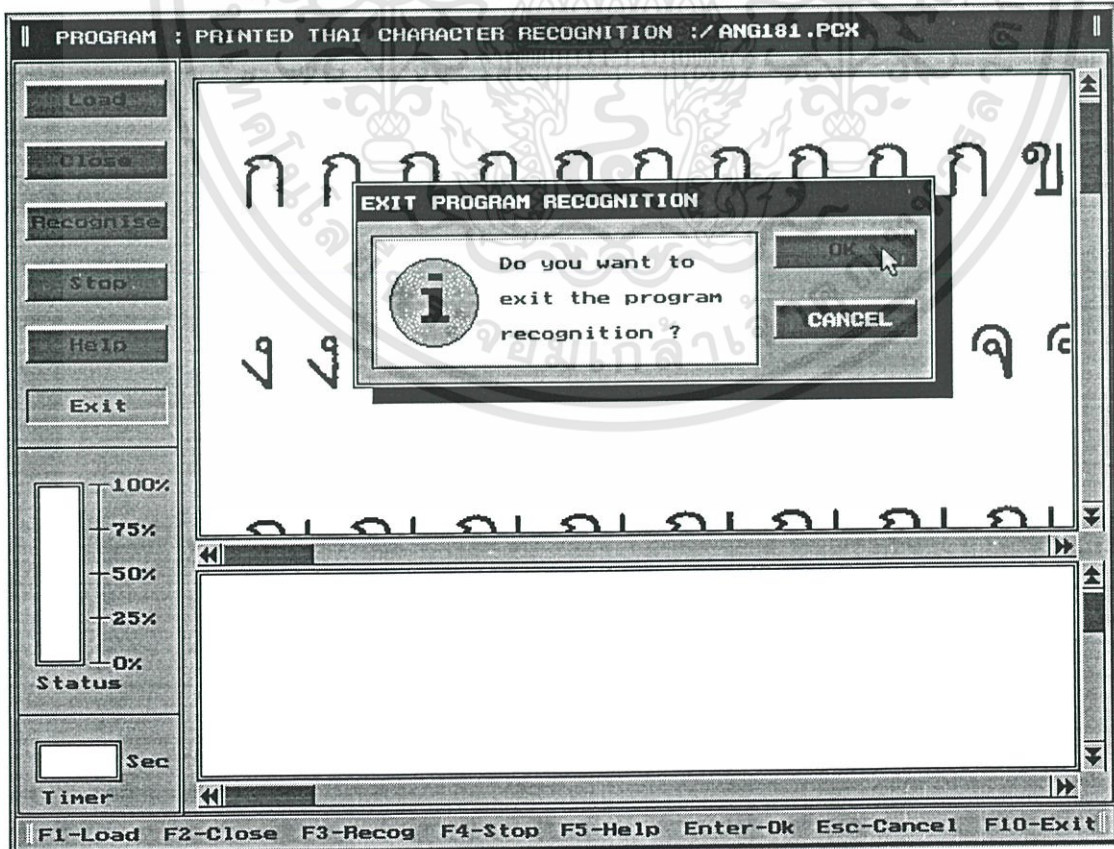 PROGRAM : PRINTED THAI CHARACTER RECOGNITION :/ANG181.PCX
Load
Close
Recognise
Stop
Help
Exit
ก ก ก ก ก ก ก ก ก ก ข
EXIT PROGRAM RECOGNITION
Do you want to
exit the program
recognition ?
OK
CANCEL
ง ง จ
100%
75%
50%
25%
0%
Status
Sec
Timer
F1-Load F2-Close F3-Recog F4-Stop F5-Help Enter-Ok Esc-Cancel F10-Exit